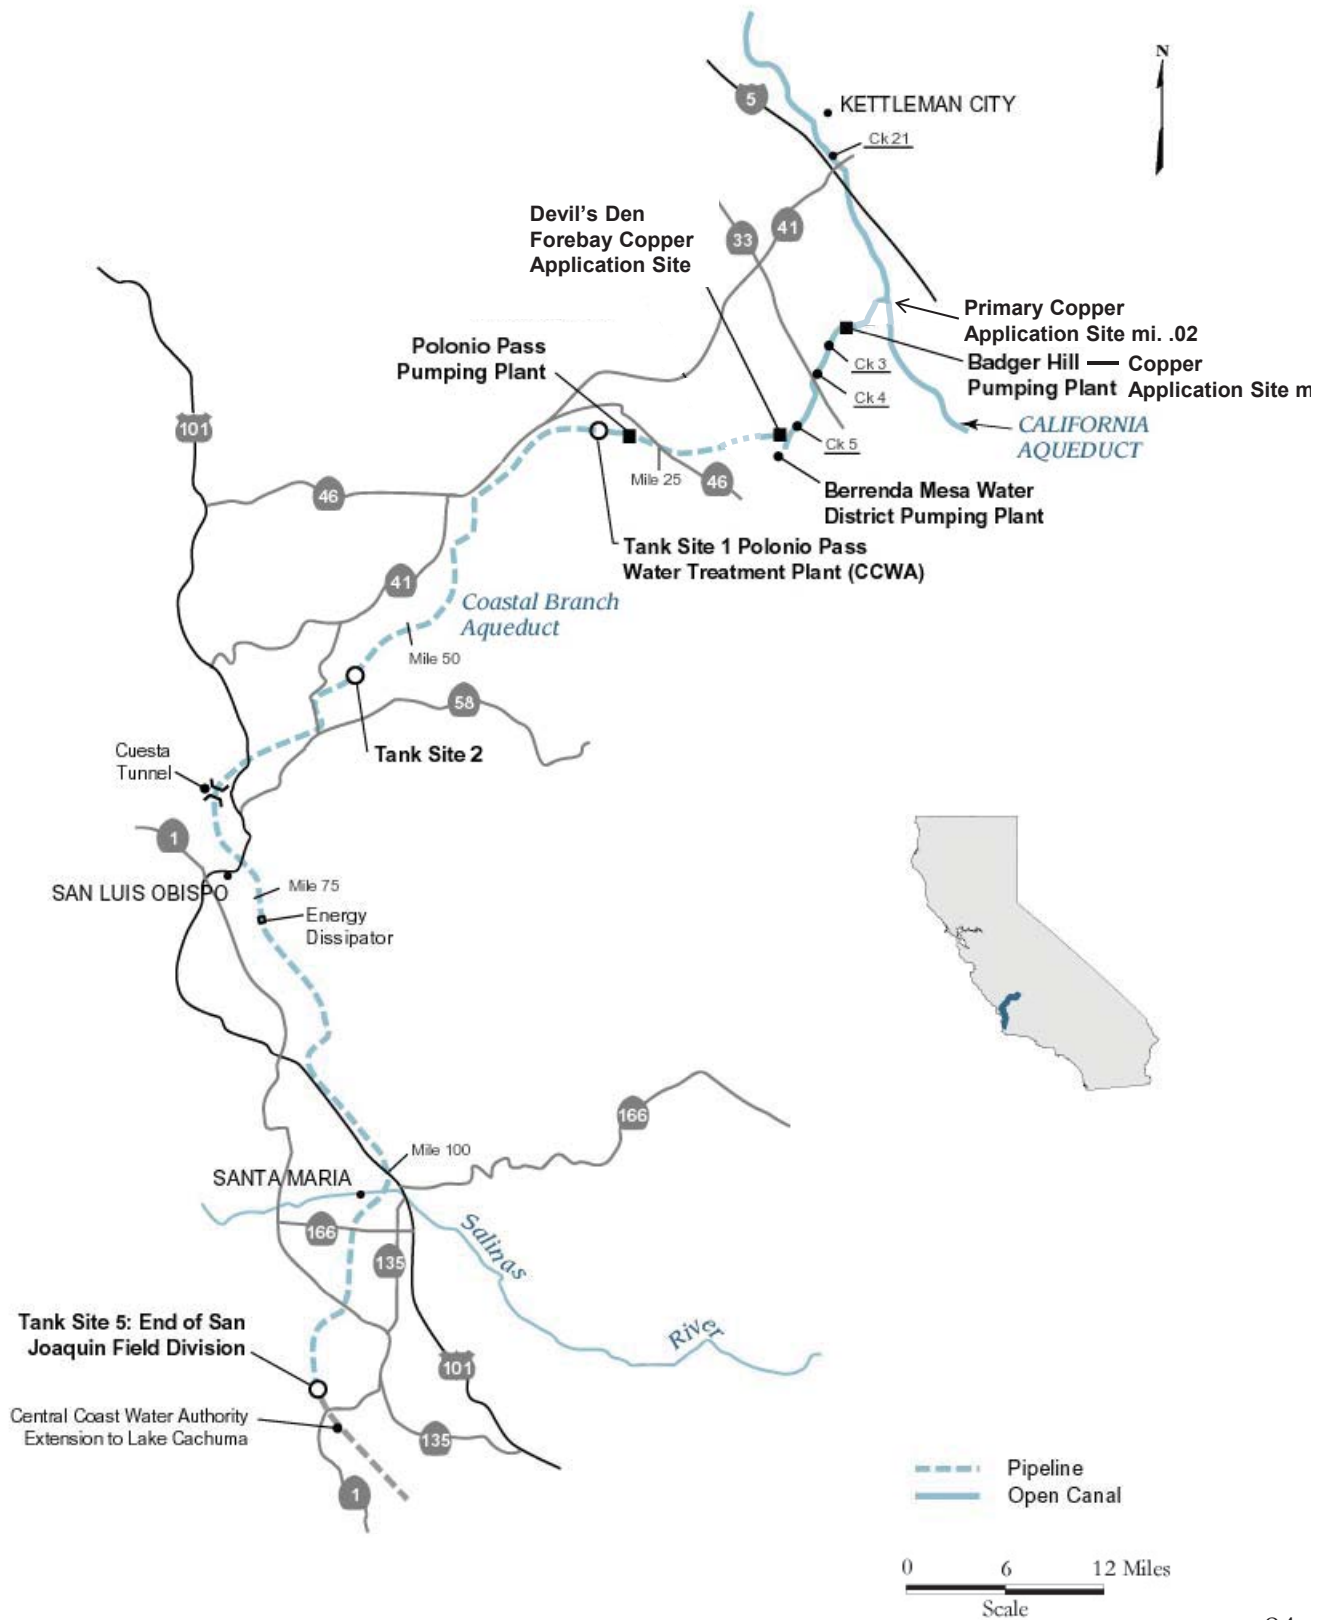 N
5
KETTLEMAN CITY
Ck 21
Devil's Den
Forebay Copper
Application Site
33
41
Primary Copper
Application Site mi. .02
Polonio Pass
Pumping Plant
Badger Hill
Pumping Plant
Copper
Application Site m
Ck 3
Ck 4
CALIFORNIA
AQUEDUCT
101
Ck 5
Mile 25
46
46
Berrenda Mesa Water
District Pumping Plant
Tank Site 1 Polonio Pass
Water Treatment Plant (CCWA)
41
Coastal Branch
Aqueduct
Mile 50
58
Tank Site 2
Cuesta
Tunnel
1
SAN LUIS OBISPO
Mile 75
Energy
Dissipator
166
Mile 100
SANTA MARIA
166
135
Salinas
River
Tank Site 5: End of San
Joaquin Field Division
101
Central Coast Water Authority
Extension to Lake Cachuma
135
1
Pipeline
Open Canal
0 6 12 Miles
Scale